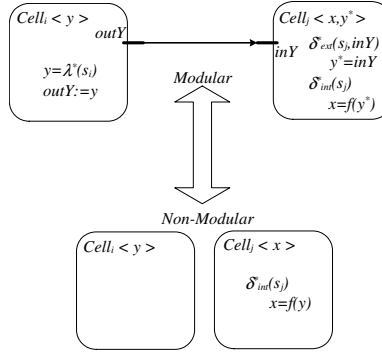 Cell_i < y >
outY
y=λ*(s_i)
outY:=y
Cell_j < x,y* >
inY
δ*_ext(s_j,inY)
y*=inY
δ*_int(s_j)
x=f(y*)
Modular
Non-Modular
Cell_i < y >
Cell_j < x >
δ*_int(s_j)
x=f(y)